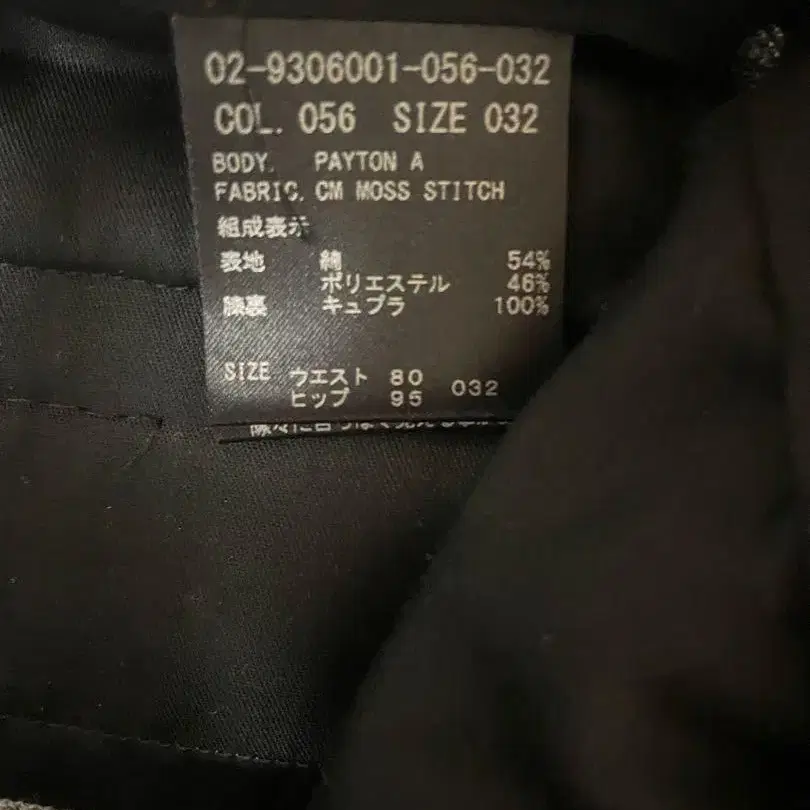 02-9306001-056-032
COL. 056 SIZE 032
BODY. PAYTON A
FABRIC. CM MOSS STITCH
組成表示
表地 綿 54%
ポリエステル 46%
膝裏 キュプラ 100%
SIZE ウエスト 80 032
ヒップ 95